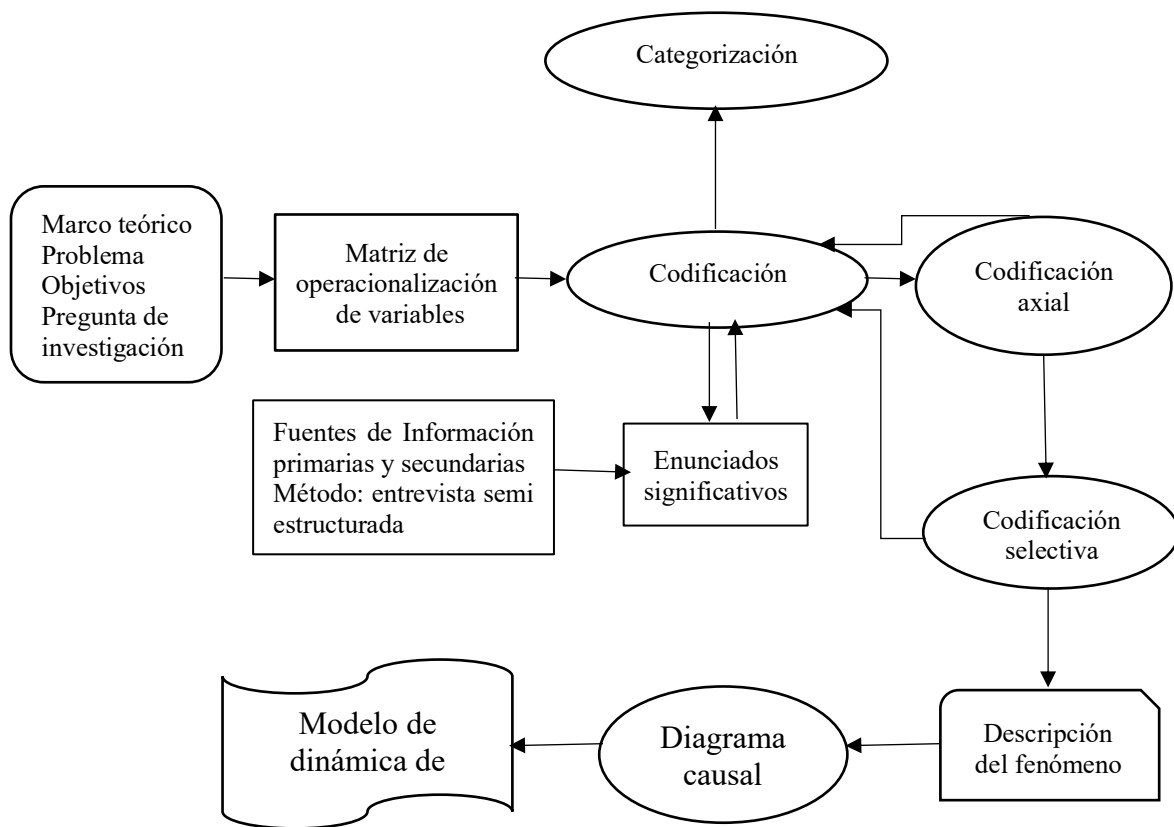 Categorización
Marco teórico
Problema
Objetivos
Pregunta de
investigación
Matriz de
operacionalización
de variables
Codificación
Codificación
axial
Fuentes de Información
primarias y secundarias
Método: entrevista semi
estructurada
Enunciados
significativos
Codificación
selectiva
Modelo de
dinámica de
Diagrama
causal
Descripción
del fenómeno